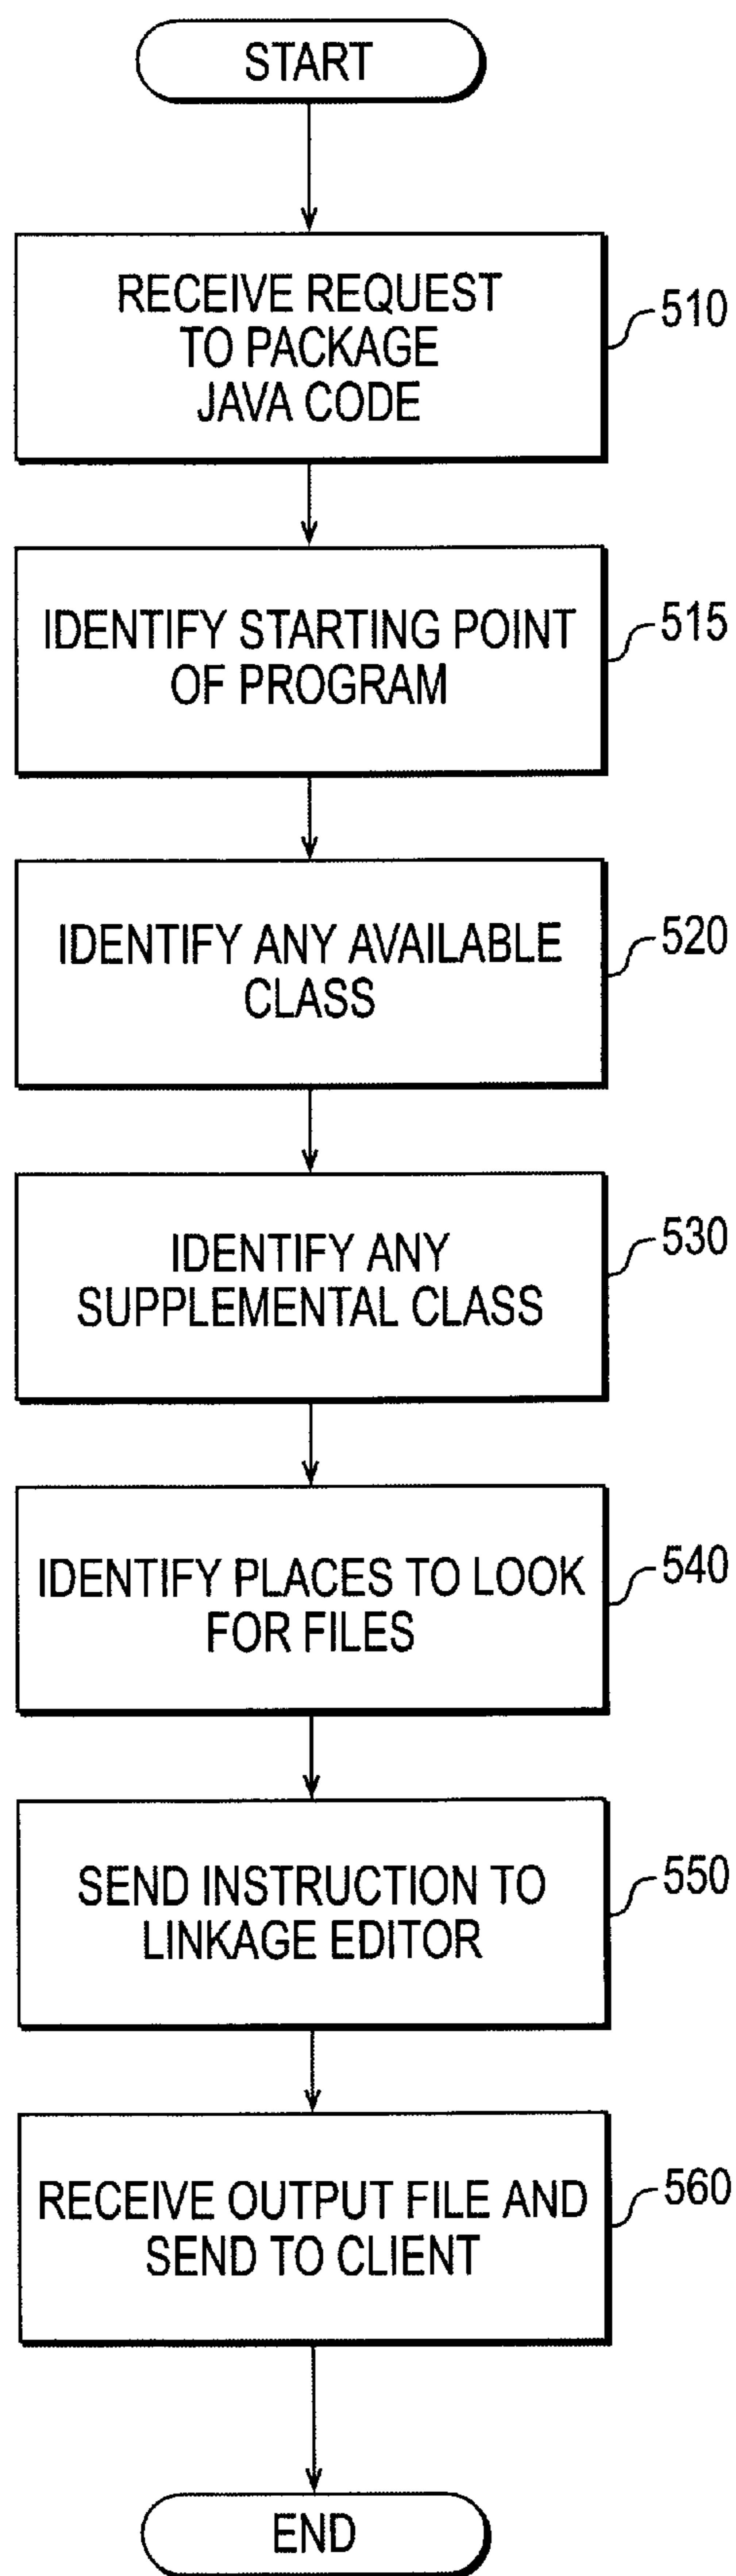 START
RECEIVE REQUEST
TO PACKAGE
JAVA CODE
510
IDENTIFY STARTING POINT
OF PROGRAM
515
IDENTIFY ANY AVAILABLE
CLASS
520
IDENTIFY ANY
SUPPLEMENTAL CLASS
530
IDENTIFY PLACES TO LOOK
FOR FILES
540
SEND INSTRUCTION TO
LINKAGE EDITOR
550
RECEIVE OUTPUT FILE AND
SEND TO CLIENT
560
END